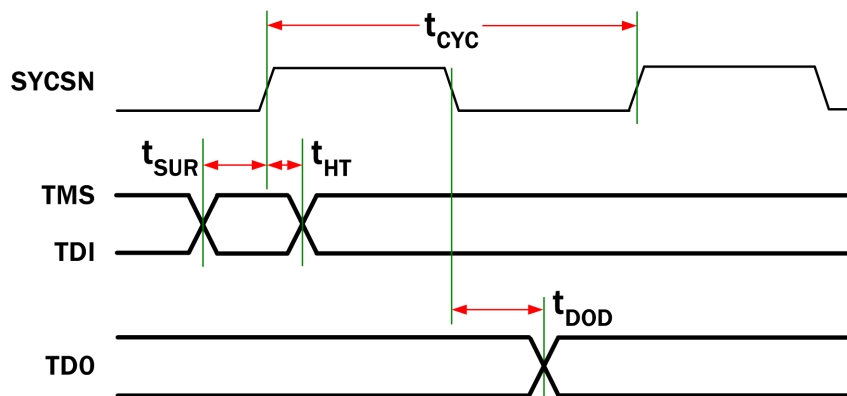 tCYC
SYCSN
tSUR tHT
TMS
TDI
tDOD
TDO